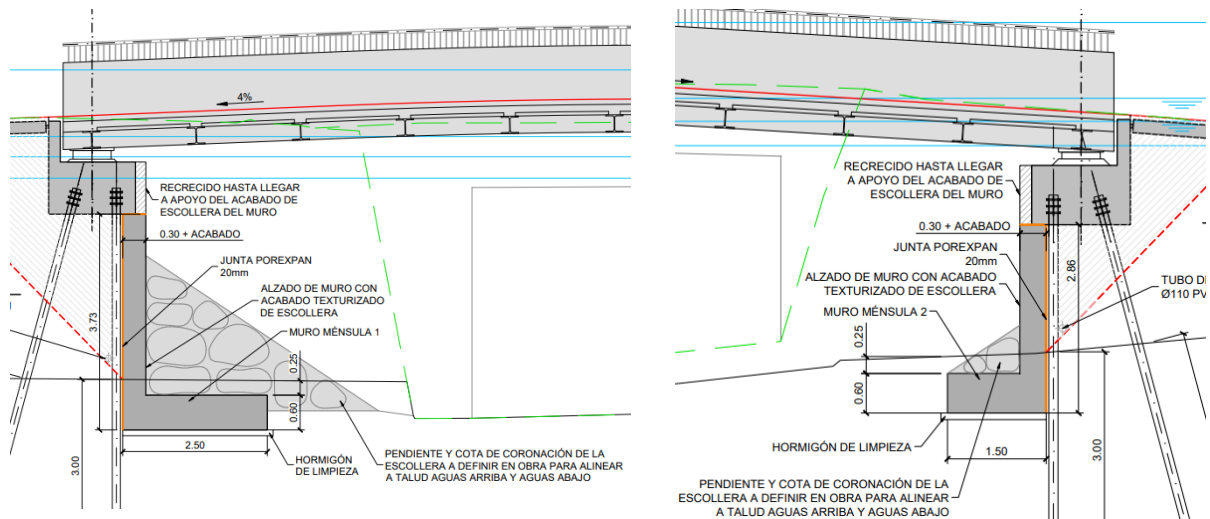 4%
RECRECIDO HASTA LLEGAR
A APOYO DEL ACABADO DE
ESCOLLERA DEL MURO
0.30 + ACABADO
JUNTA POREXPAN
20mm
ALZADO DE MURO CON
ACABADO TEXTURIZADO
DE ESCOLLERA
MURO MÉNSULA 1
3.73
0.25
0.60
2.50
3.00
HORMIGÓN
DE LIMPIEZA
PENDIENTE Y COTA DE CORONACIÓN DE LA
ESCOLLERA A DEFINIR EN OBRA PARA ALINEAR
A TALUD AGUAS ARRIBA Y AGUAS ABAJO
RECRECIDO HASTA LLEGAR
A APOYO DEL ACABADO DE
ESCOLLERA DEL MURO
0.30 + ACABADO
JUNTA POREXPAN
20mm
ALZADO DE MURO CON ACABADO
TEXTURIZADO DE ESCOLLERA
MURO MÉNSULA 2
2.86
TUBO DE
Ø110 PV
0.25
0.60
HORMIGÓN DE LIMPIEZA
1.50
3.00
PENDIENTE Y COTA DE CORONACIÓN DE LA
ESCOLLERA A DEFINIR EN OBRA PARA ALINEAR
A TALUD AGUAS ARRIBA Y AGUAS ABAJO